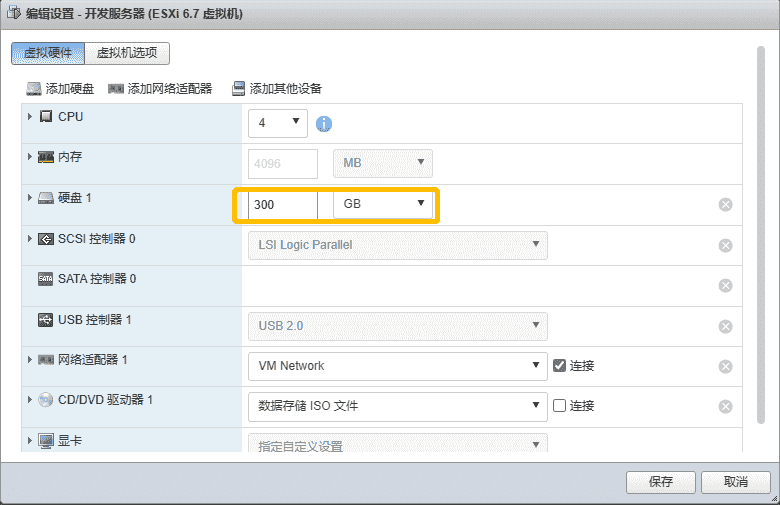 编辑设置 - 开发服务器 (ESXi 6.7 虚拟机)
虚拟硬件 虚拟机选项
添加硬盘 添加网络适配器 添加其他设备
CPU 4
内存 4096 MB
硬盘 1 300 GB
SCSI 控制器 0 LSI Logic Parallel
SATA 控制器 0
USB 控制器 1 USB 2.0
网络适配器 1 VM Network 连接
CD/DVD 驱动器 1 数据存储 ISO 文件 连接
显卡 指定自定义设置
保存 取消